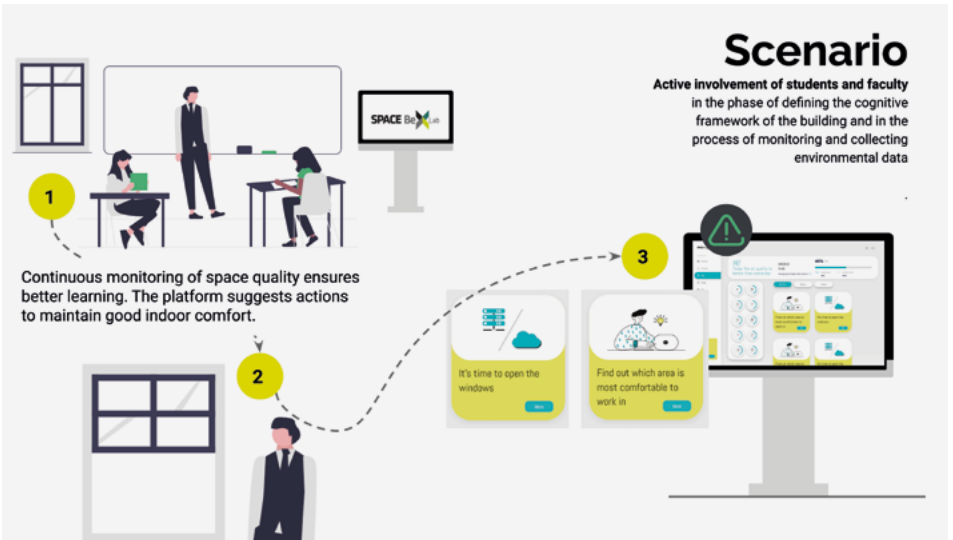 Scenario
Active involvement of students and faculty
in the phase of defining the cognitive
framework of the building and in the
process of monitoring and collecting
environmental data
SPACE BeXLab
1
Continuous monitoring of space quality ensures
better learning. The platform suggests actions
to maintain good indoor comfort.
2
3
It's time to open the
windows
Find out which area is
most comfortable to
work in